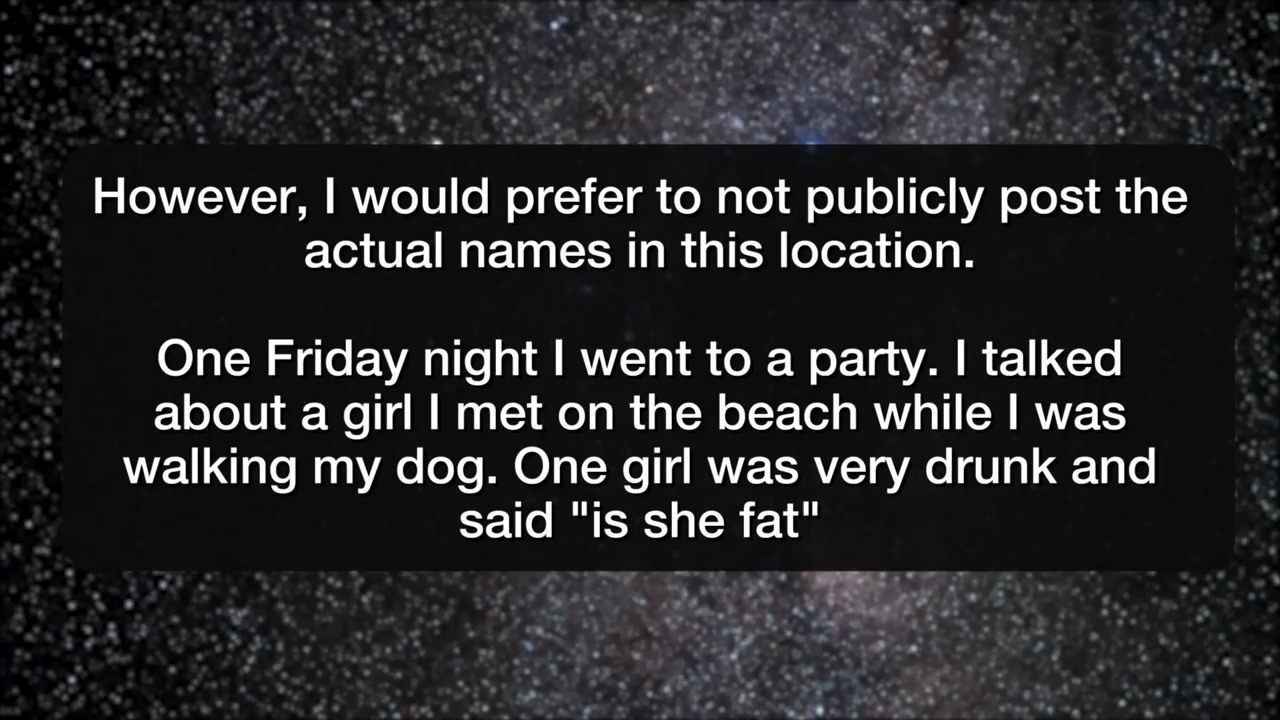 However, I would prefer to not publicly post the
actual names in this location.
One Friday night I went to a party. I talked
about a girl I met on the beach while I was
walking my dog. One girl was very drunk and
said "is she fat"